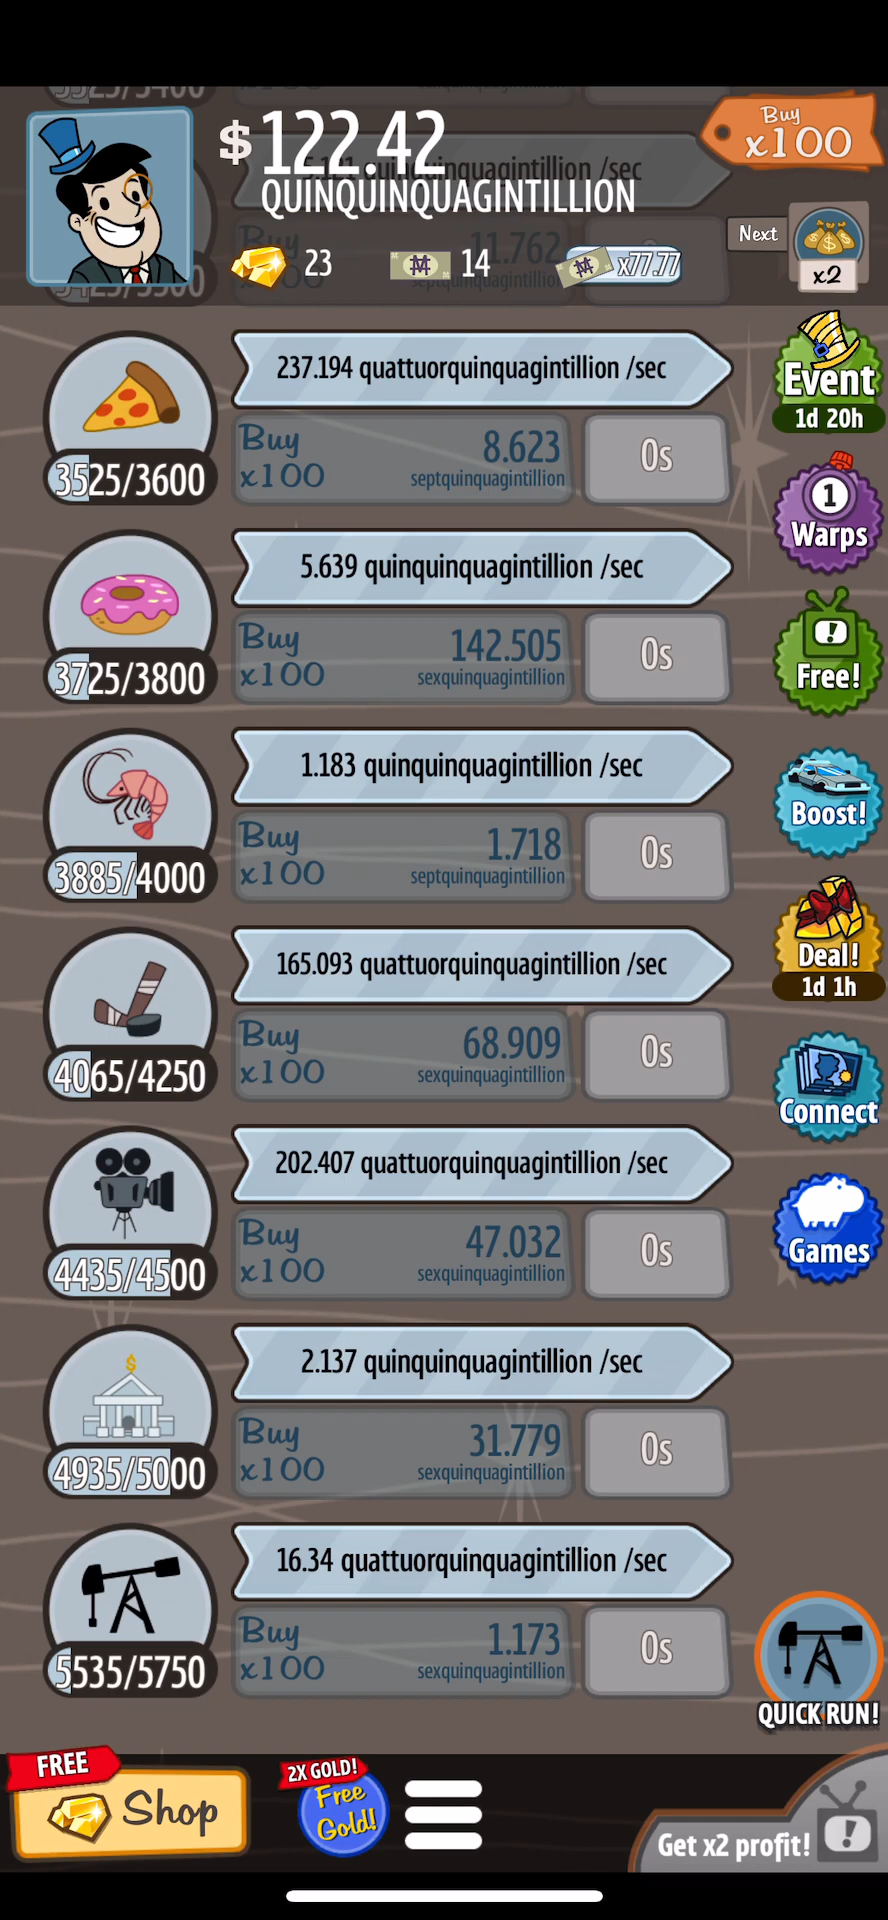 $122.42
QUINQUINQUAGINTILLION
Buy
x100
23
14
x77.77
Next
x2
237.194 quattuorquinquagintillion /sec
3525/3600
Buy
x100
8.623
septquinquagintillion
0s
Event
1d 20h
1
Warps
5.639 quinquinquagintillion /sec
3725/3800
Buy
x100
142.505
sexquinquagintillion
0s
!
Free!
1.183 quinquinquagintillion /sec
3885/4000
Buy
x100
1.718
septquinquagintillion
0s
Boost!
165.093 quattuorquinquagintillion /sec
4065/4250
Buy
x100
68.909
sexquinquagintillion
0s
Deal!
1d 1h
Connect
202.407 quattuorquinquagintillion /sec
4435/4500
Buy
x100
47.032
sexquinquagintillion
0s
Games
2.137 quinquinquagintillion /sec
4935/5000
Buy
x100
31.779
sexquinquagintillion
0s
16.34 quattuorquinquagintillion /sec
5535/5750
Buy
x100
1.173
sexquinquagintillion
0s
QUICK RUN!
FREE
Shop
2X GOLD!
Free
Gold!
Get x2 profit!
!